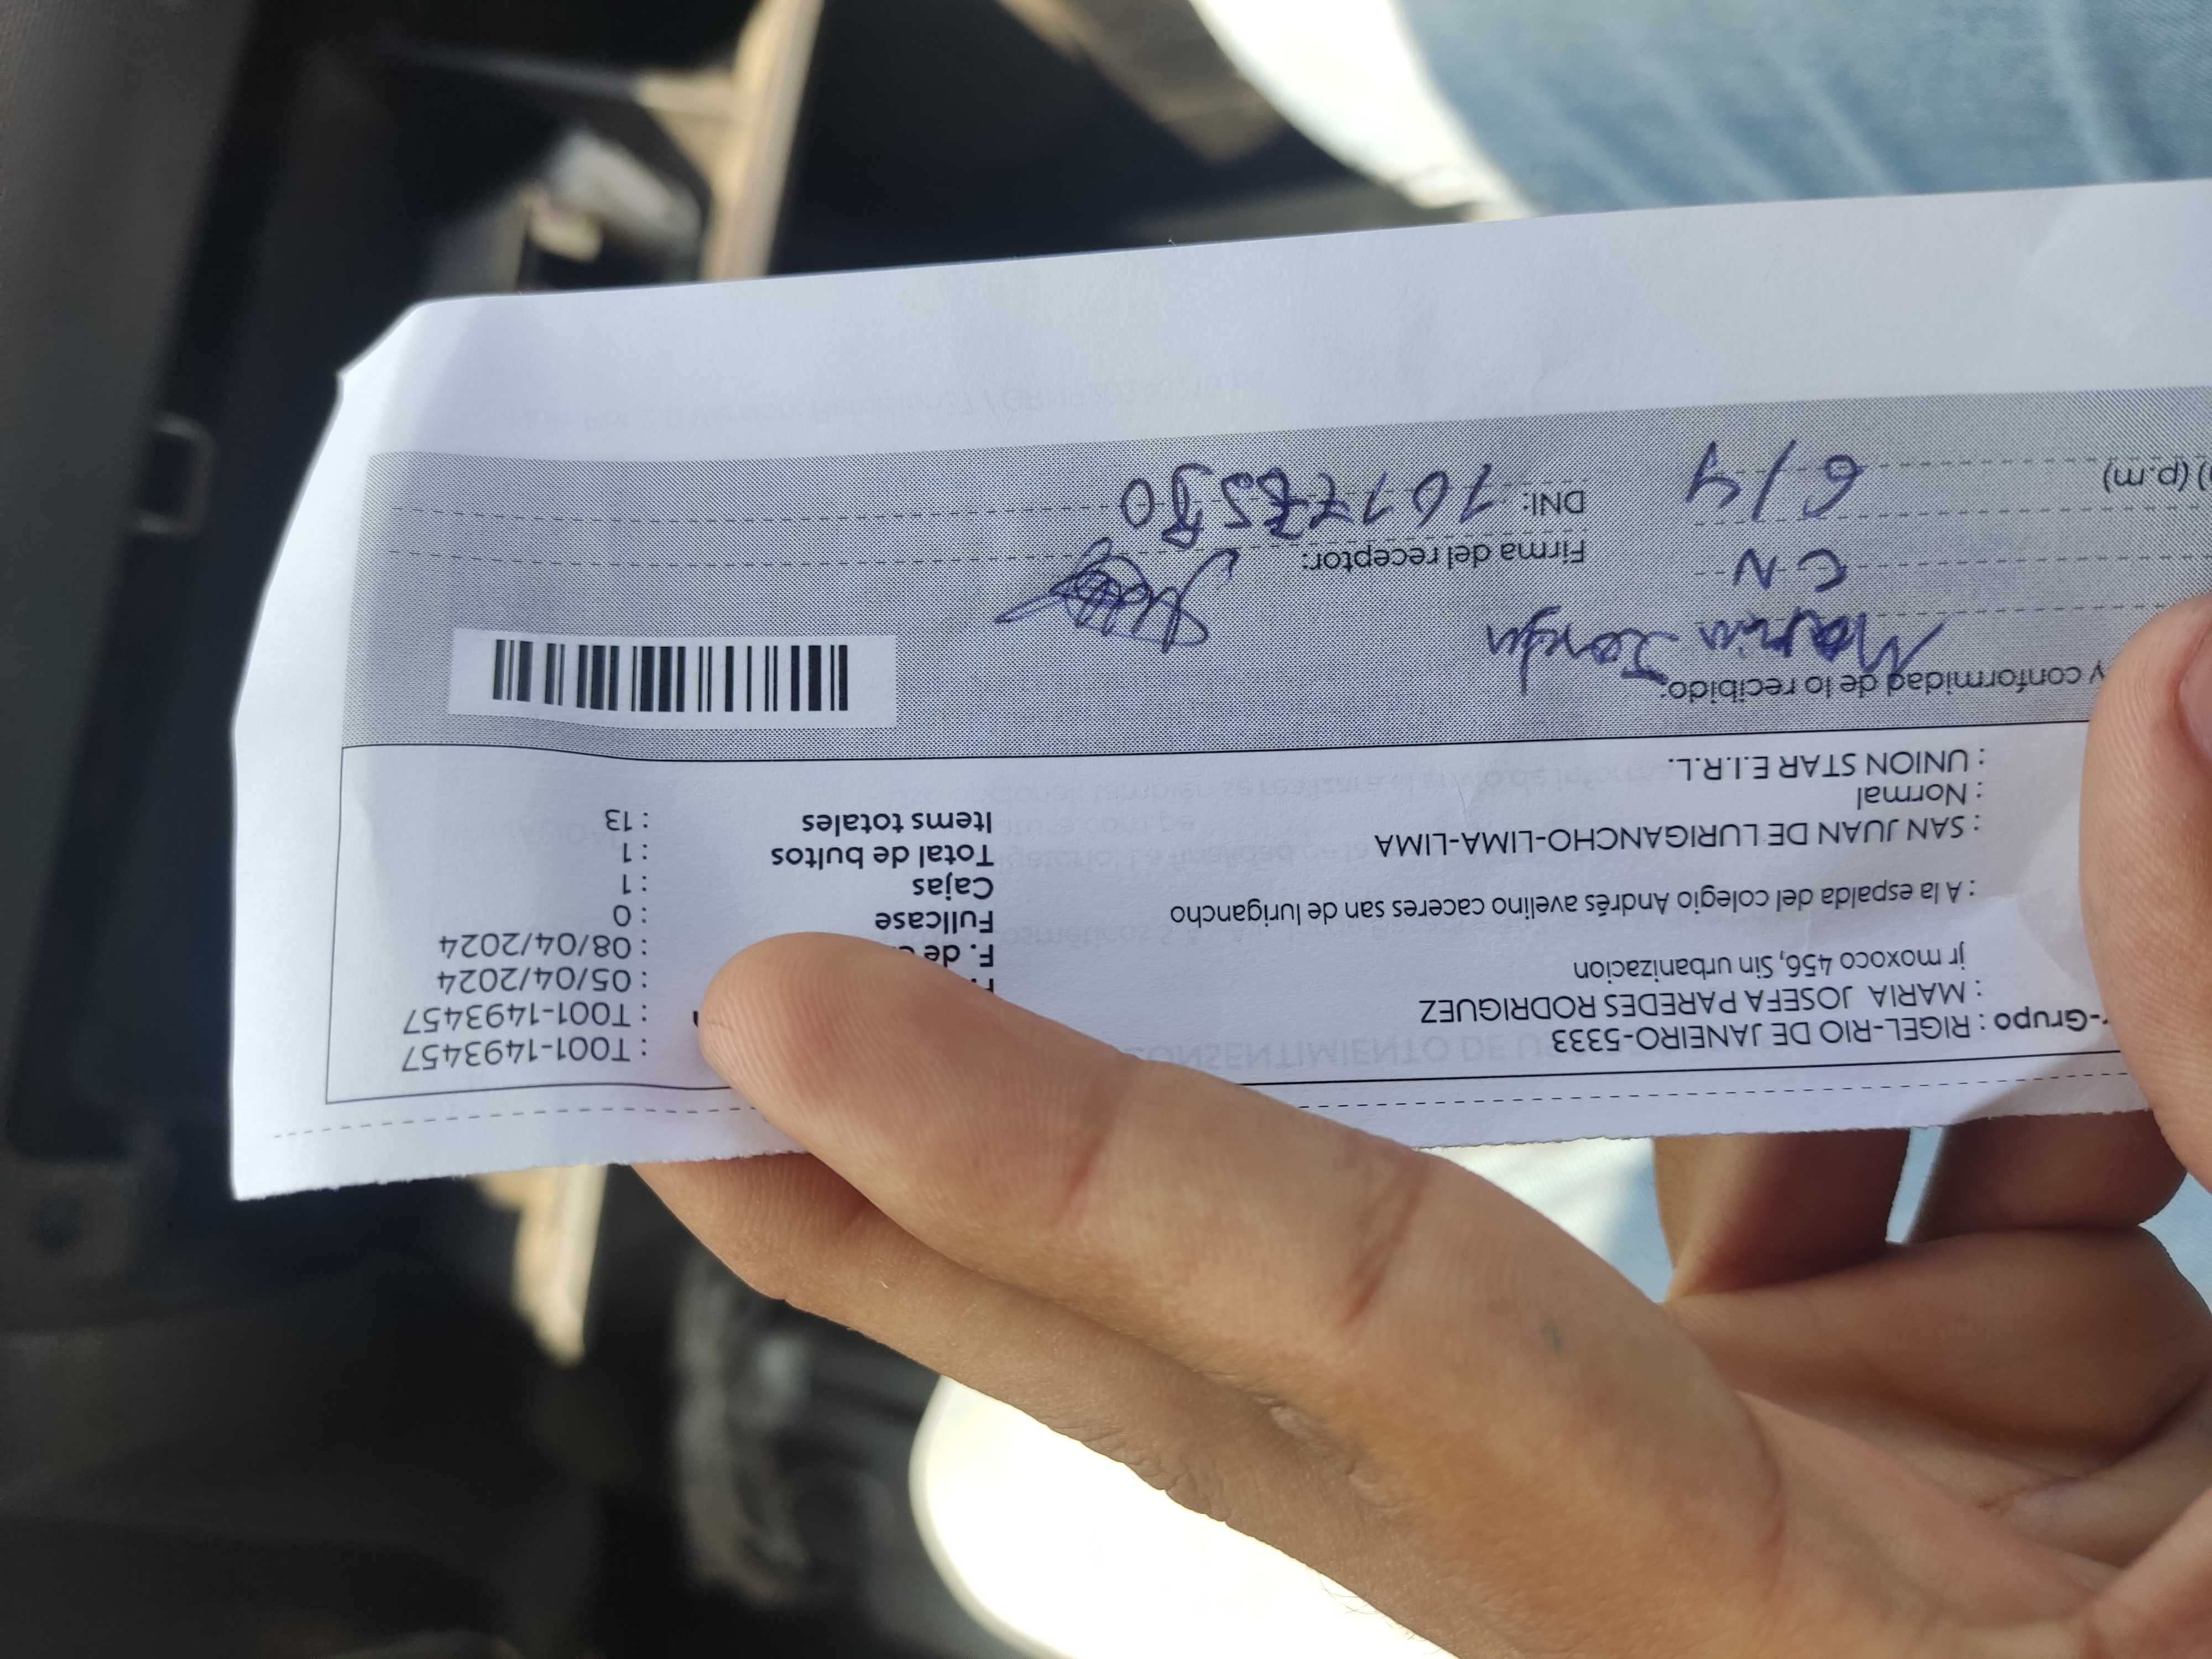 r-Grupo : RIGEL-RIO DE JANEIRO-5333
: MARIA JOSEFA PAREDES RODRIGUEZ
jr moxoco 456, Sin urbanizacion
: A la espalda del colegio Andrés avelino caceres san de lurigancho
: SAN JUAN DE LURIGANCHO-LIMA-LIMA
: Normal
: UNION STAR E.I.R.L.
: T001-1493457
: T001-1493457
: 05/04/2024
F. de : 08/04/2024
Fullcase : 0
Cajas : 1
Total de bultos : 1
Items totales : 13
y conformidad de lo recibido:
Maria Josefa
CN
6/4
(p.m)
Firma del receptor:
DNI: